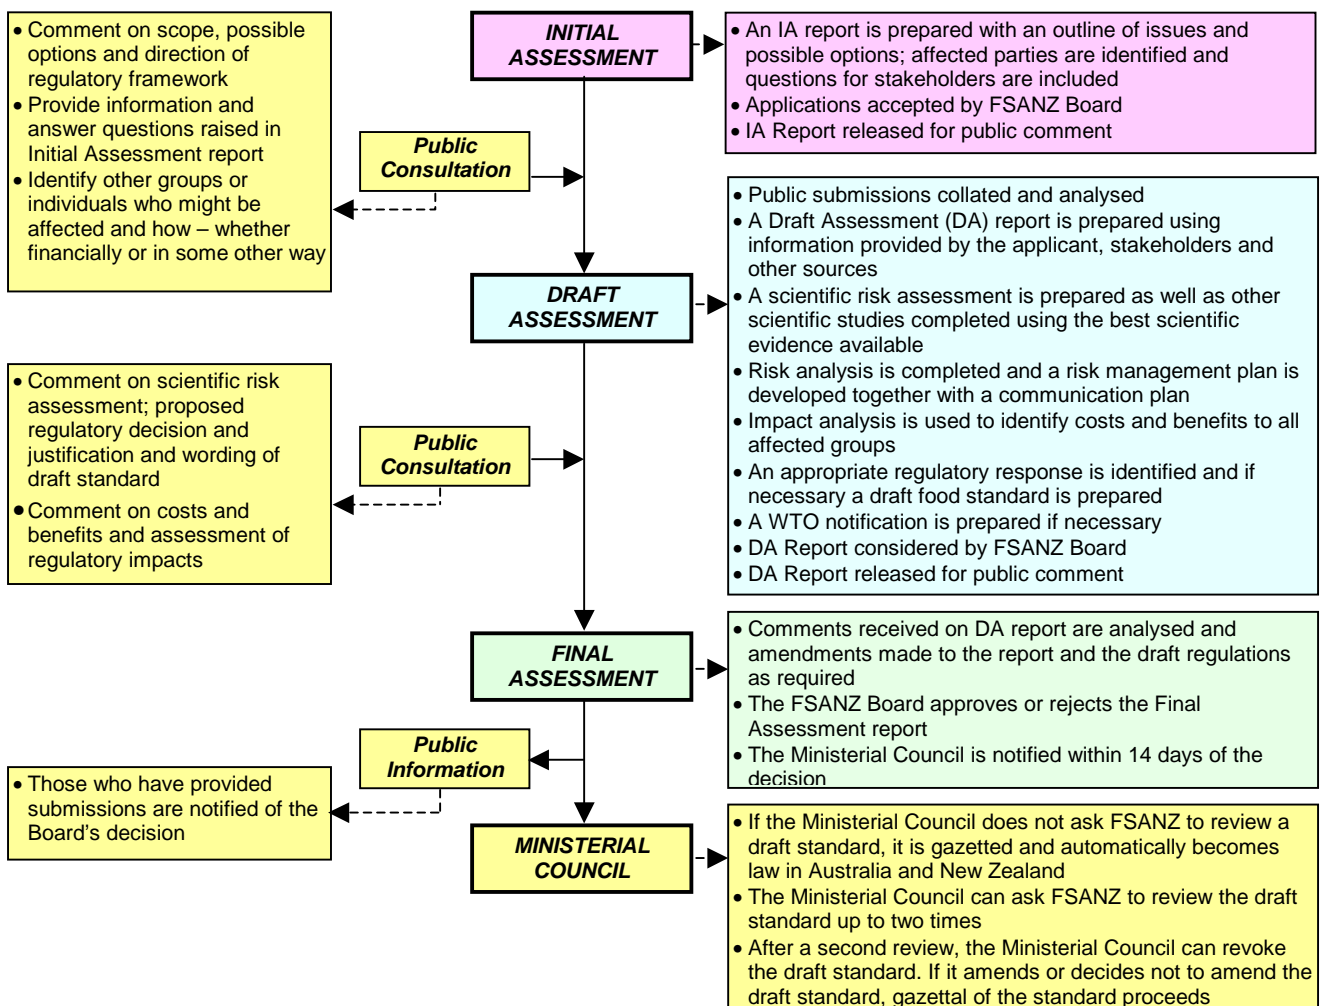 • Comment on scope, possible
options and direction of
regulatory framework
• Provide information and
answer questions raised in
Initial Assessment report
• Identify other groups or
individuals who might be
affected and how – whether
financially or in some other way
INITIAL
ASSESSMENT
• An IA report is prepared with an outline of issues and
possible options; affected parties are identified and
questions for stakeholders are included
• Applications accepted by FSANZ Board
• IA Report released for public comment
Public
Consultation
DRAFT
ASSESSMENT
• Public submissions collated and analysed
• A Draft Assessment (DA) report is prepared using
information provided by the applicant, stakeholders and
other sources
• A scientific risk assessment is prepared as well as other
scientific studies completed using the best scientific
evidence available
• Risk analysis is completed and a risk management plan is
developed together with a communication plan
• Impact analysis is used to identify costs and benefits to all
affected groups
• An appropriate regulatory response is identified and if
necessary a draft food standard is prepared
• A WTO notification is prepared if necessary
• DA Report considered by FSANZ Board
• DA Report released for public comment
• Comment on scientific risk
assessment; proposed
regulatory decision and
justification and wording of
draft standard
• Comment on costs and
benefits and assessment of
regulatory impacts
Public
Consultation
FINAL
ASSESSMENT
• Comments received on DA report are analysed and
amendments made to the report and the draft regulations
as required
• The FSANZ Board approves or rejects the Final
Assessment report
• The Ministerial Council is notified within 14 days of the
decision
Public
Information
• Those who have provided
submissions are notified of the
Board's decision
MINISTERIAL
COUNCIL
• If the Ministerial Council does not ask FSANZ to review a
draft standard, it is gazetted and automatically becomes
law in Australia and New Zealand
• The Ministerial Council can ask FSANZ to review the draft
standard up to two times
• After a second review, the Ministerial Council can revoke
the draft standard. If it amends or decides not to amend the
draft standard, gazettal of the standard proceeds